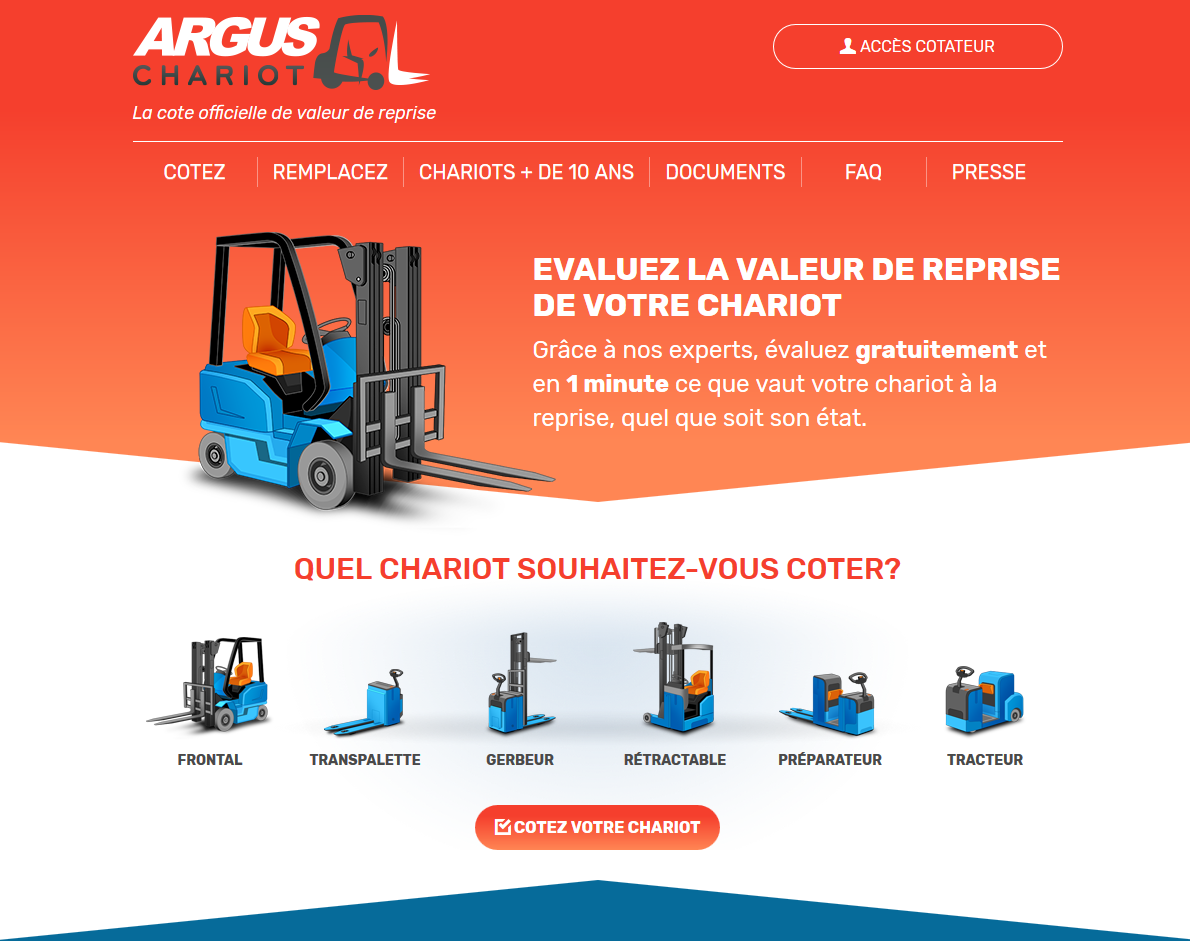 ARGUS
CHARIOT
La cote officielle de valeur de reprise
ACCÈS COTATEUR
COTEZ
REMPLACEZ
CHARIOTS + DE 10 ANS
DOCUMENTS
FAQ
PRESSE
EVALUEZ LA VALEUR DE REPRISE
DE VOTRE CHARIOT
Grâce à nos experts, évaluez gratuitement et
en 1 minute ce que vaut votre chariot à la
reprise, quel que soit son état.
QUEL CHARIOT SOUHAITEZ-VOUS COTER?
FRONTAL
TRANSPALETTE
GERBEUR
RÉTRACTABLE
PRÉPARATEUR
TRACTEUR
COTEZ VOTRE CHARIOT